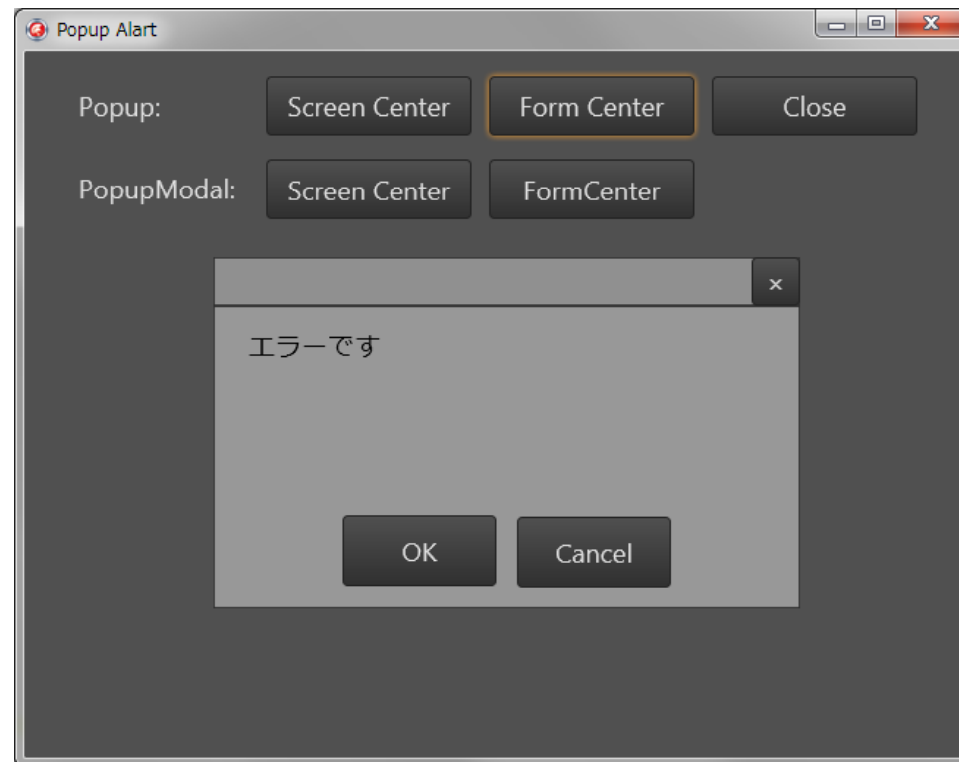 Popup Alart
Popup: Screen Center Form Center Close
PopupModal: Screen Center FormCenter
エラーです
OK Cancel